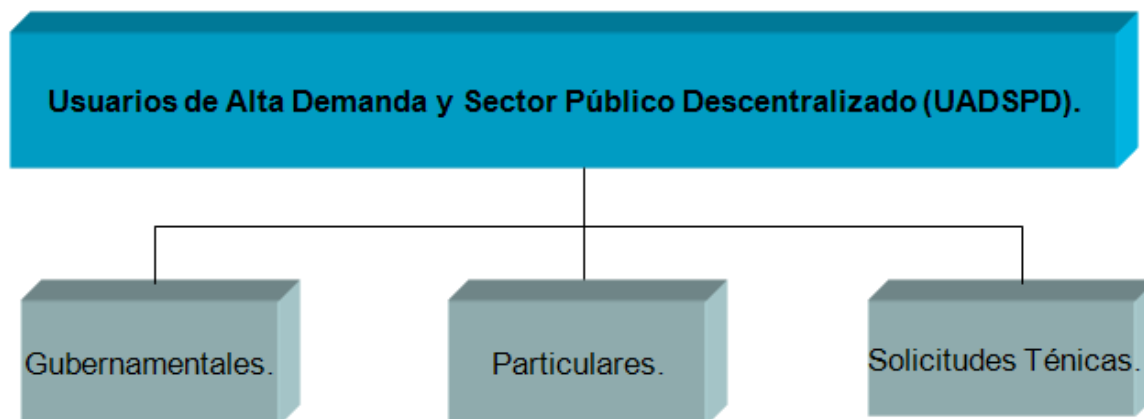 Usuarios de Alta Demanda y Sector Público Descentralizado (UADSPD).
Gubernamentales.
Particulares.
Solicitudes Ténicas.